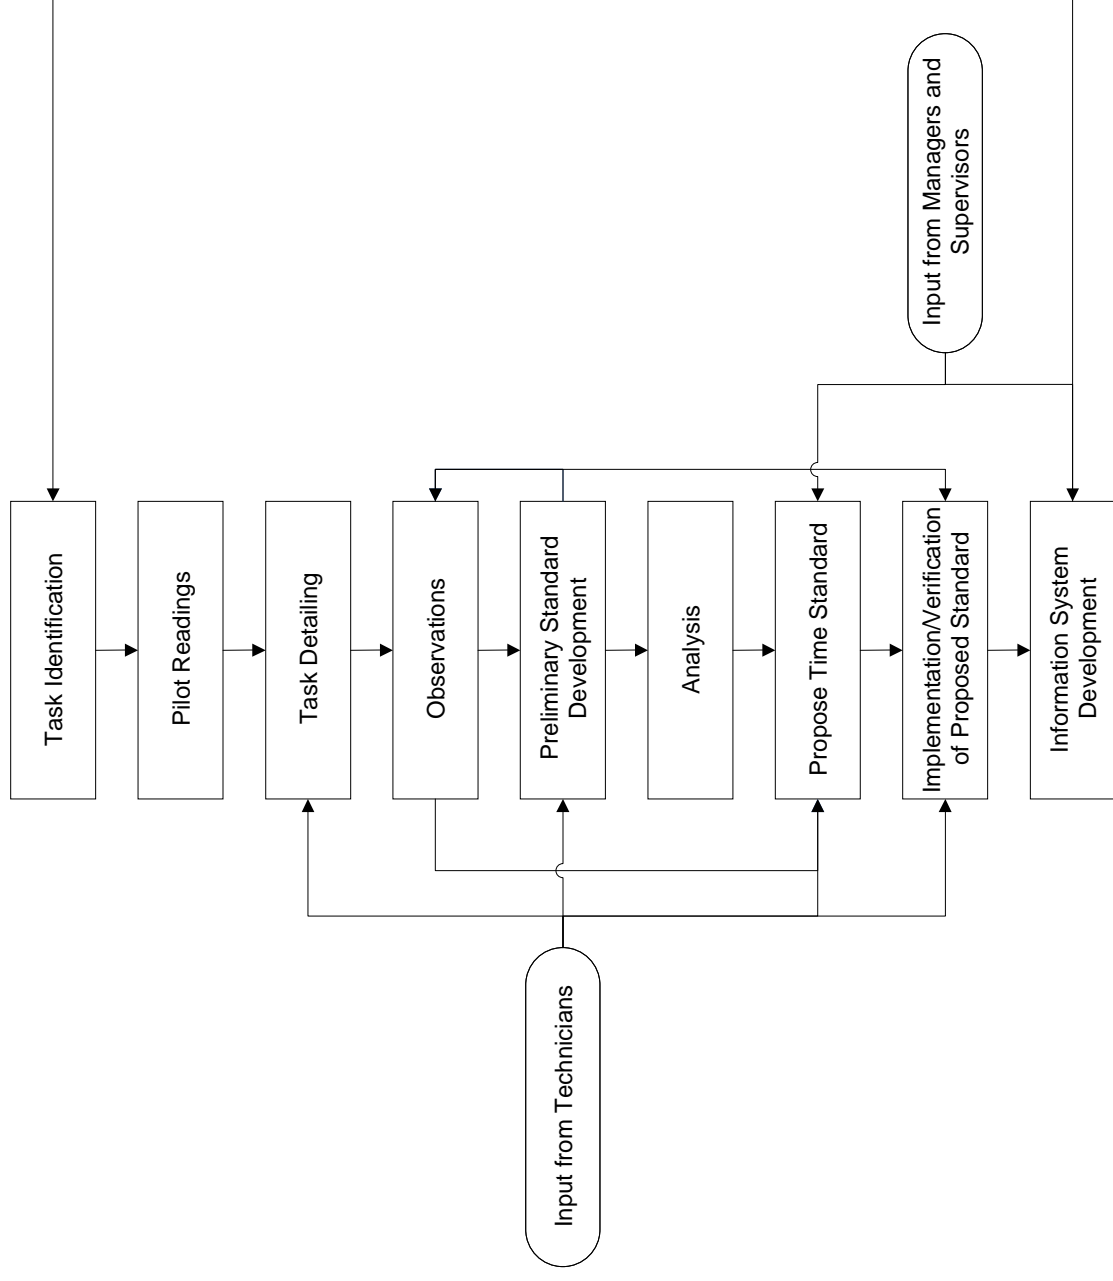 Task Identification
Pilot Readings
Task Detailing
Observations
Preliminary Standard
Development
Analysis
Propose Time Standard
Implementation/Verification
of Proposed Standard
Information System
Development
Input from Managers and
Supervisors
Input from Technicians